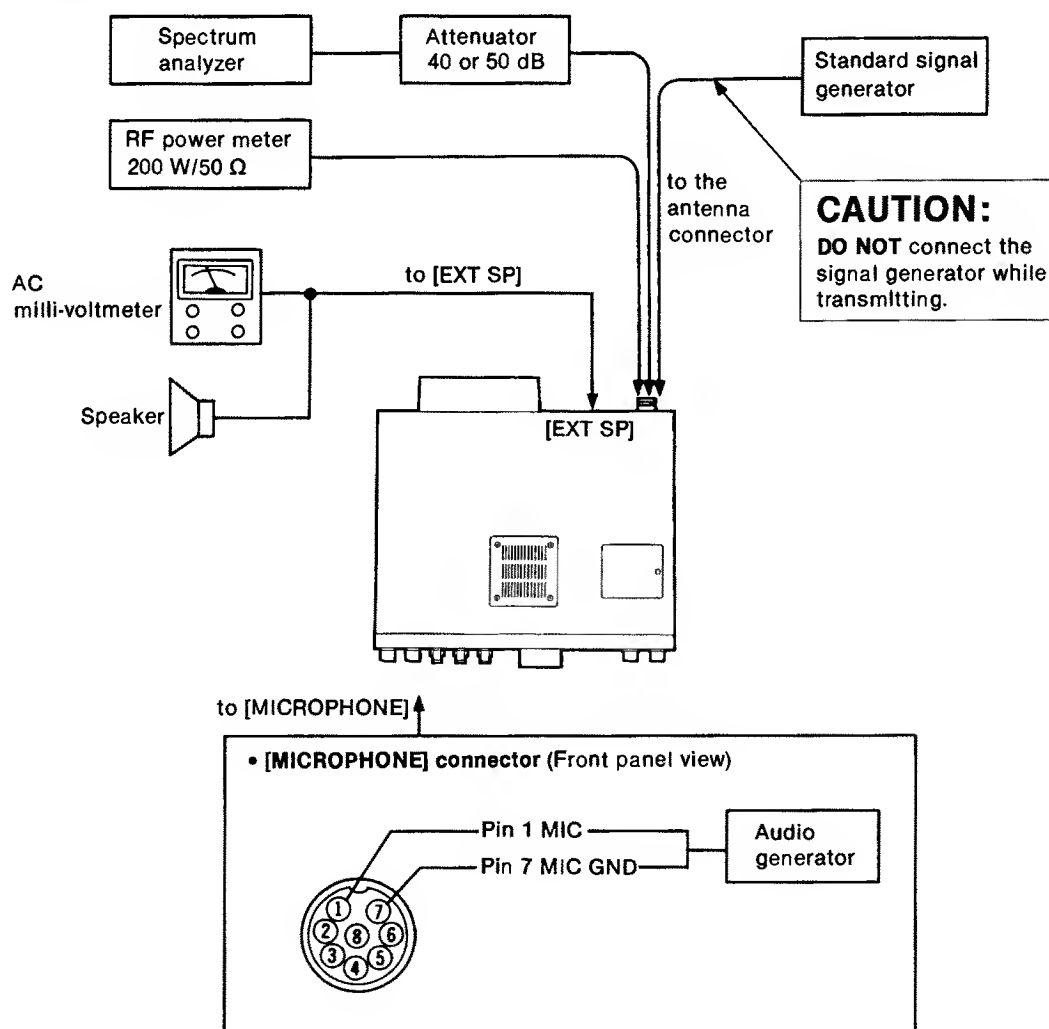 Spectrum
analyzer
Attenuator
40 or 50 dB
Standard signal
generator
RF power meter
200 W/50 Ω
to the
antenna
connector
CAUTION:
DO NOT connect the
signal generator while
transmitting.
AC
milli-voltmeter
to [EXT SP]
Speaker
[EXT SP]
to [MICROPHONE]
• [MICROPHONE] connector (Front panel view)
Pin 1 MIC
Pin 7 MIC GND
Audio
generator
1
7
2
8
6
3
5
4